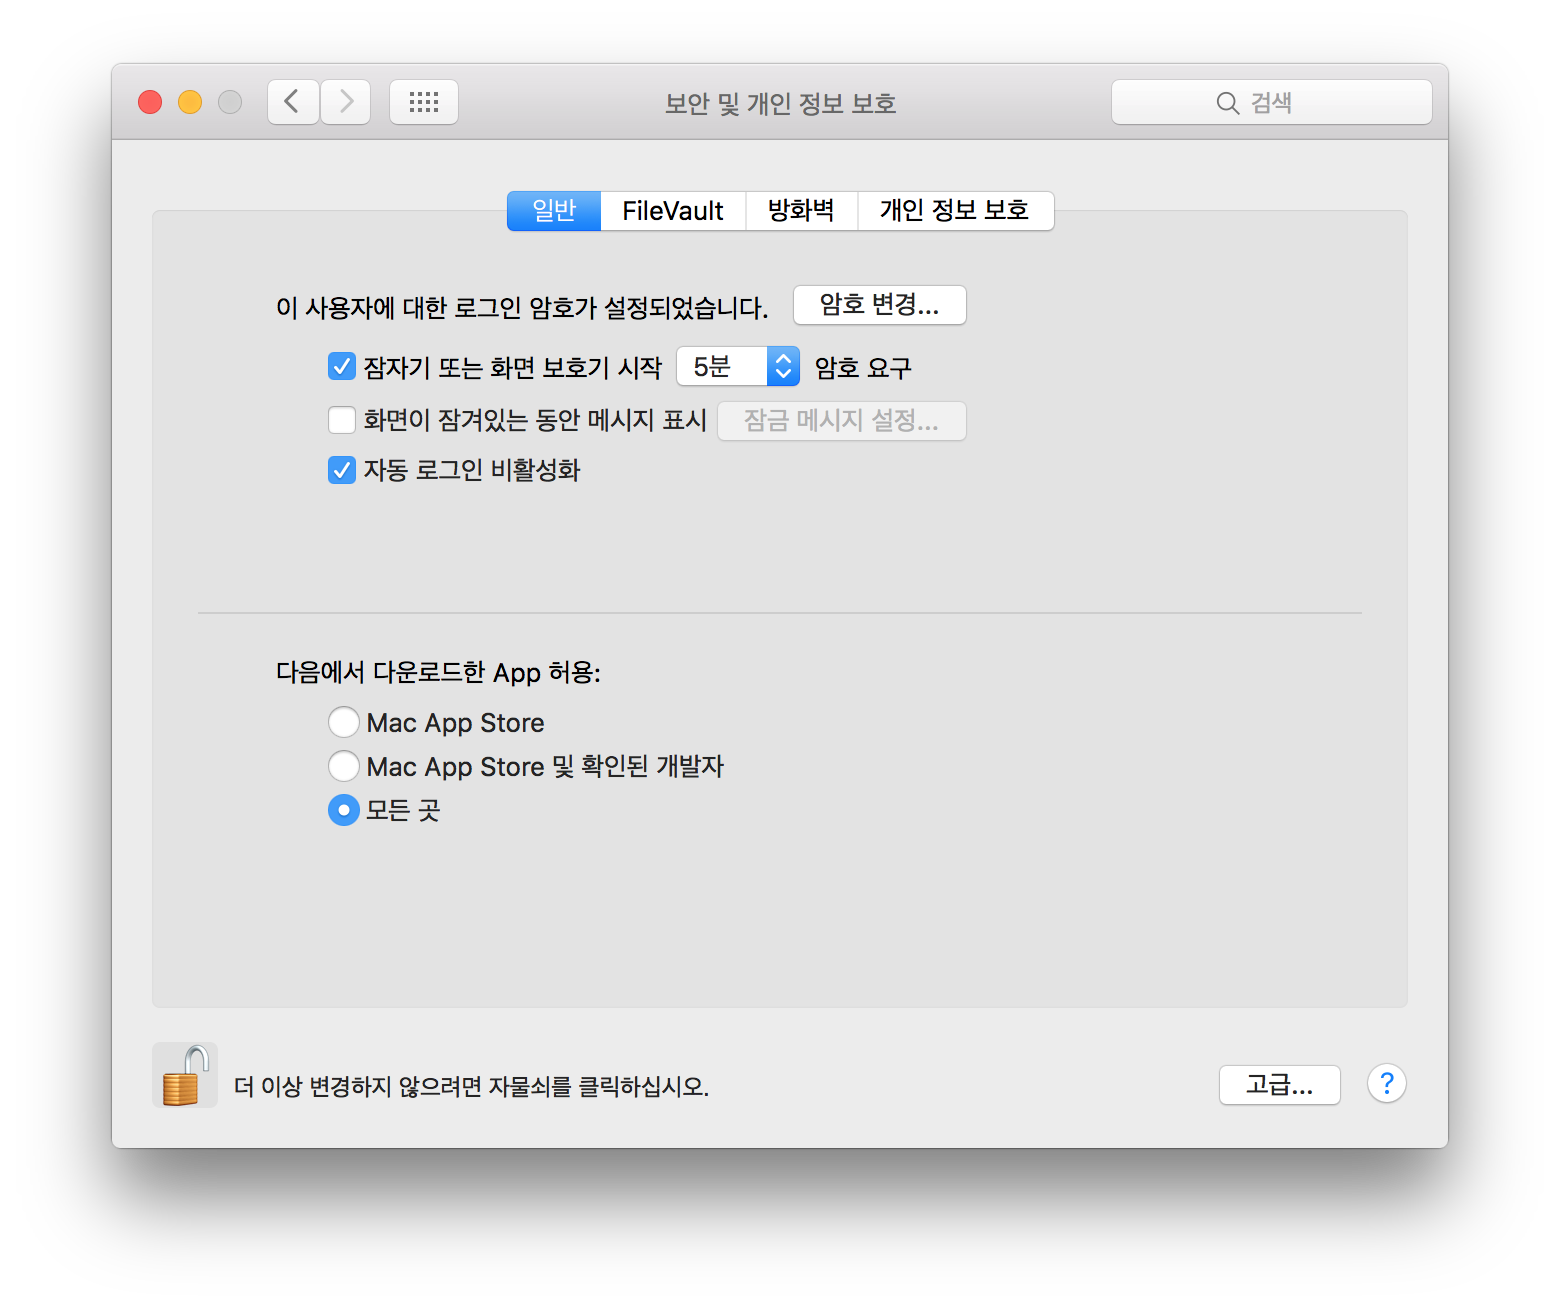 보안 및 개인 정보 보호
검색
일반 FileVault 방화벽 개인 정보 보호
이 사용자에 대한 로그인 암호가 설정되었습니다. 암호 변경...
잠자기 또는 화면 보호기 시작 5분 암호 요구
화면이 잠겨있는 동안 메시지 표시 잠금 메시지 설정...
자동 로그인 비활성화
다음에서 다운로드한 App 허용:
Mac App Store
Mac App Store 및 확인된 개발자
모든 곳
더 이상 변경하지 않으려면 자물쇠를 클릭하십시오.
고급... ?